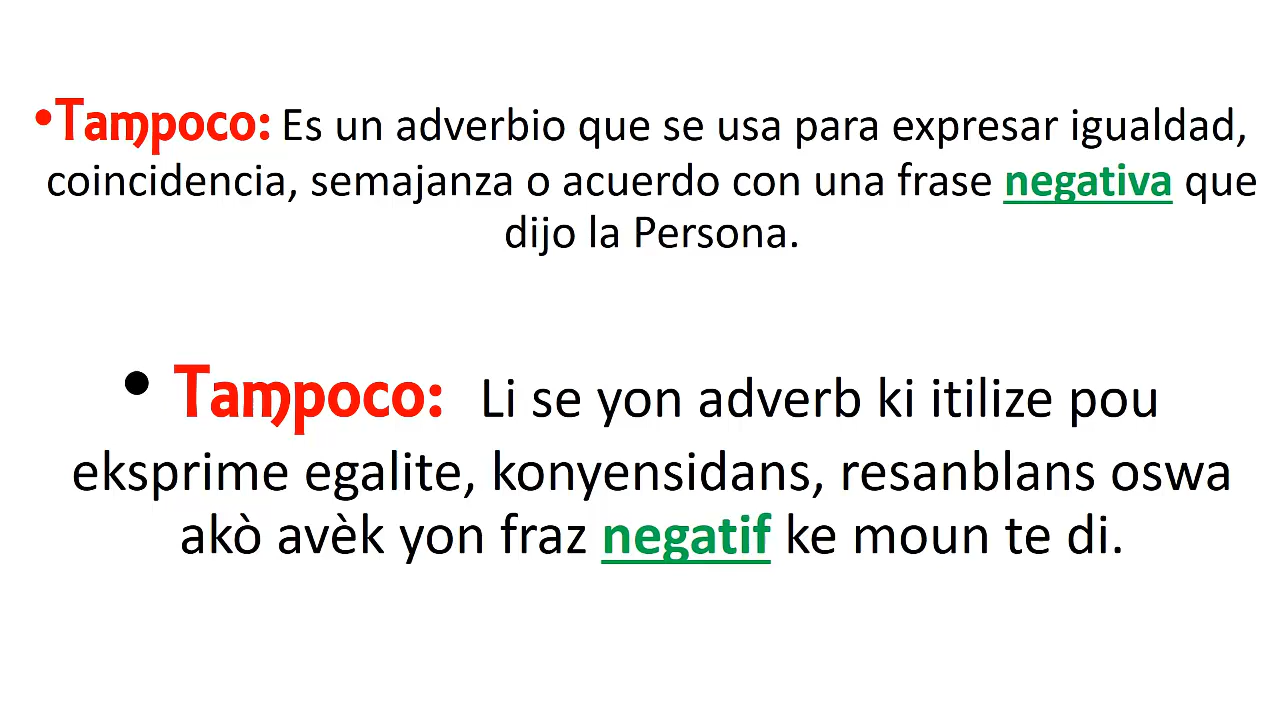 •Tampoco: Es un adverbio que se usa para expresar igualdad,
coincidencia, semajanza o acuerdo con una frase negativa que
dijo la Persona.
• Tampoco: Li se yon adverb ki itilize pou
eksprime egalite, konyensidans, resanblans oswa
akò avèk yon fraz negatif ke moun te di.